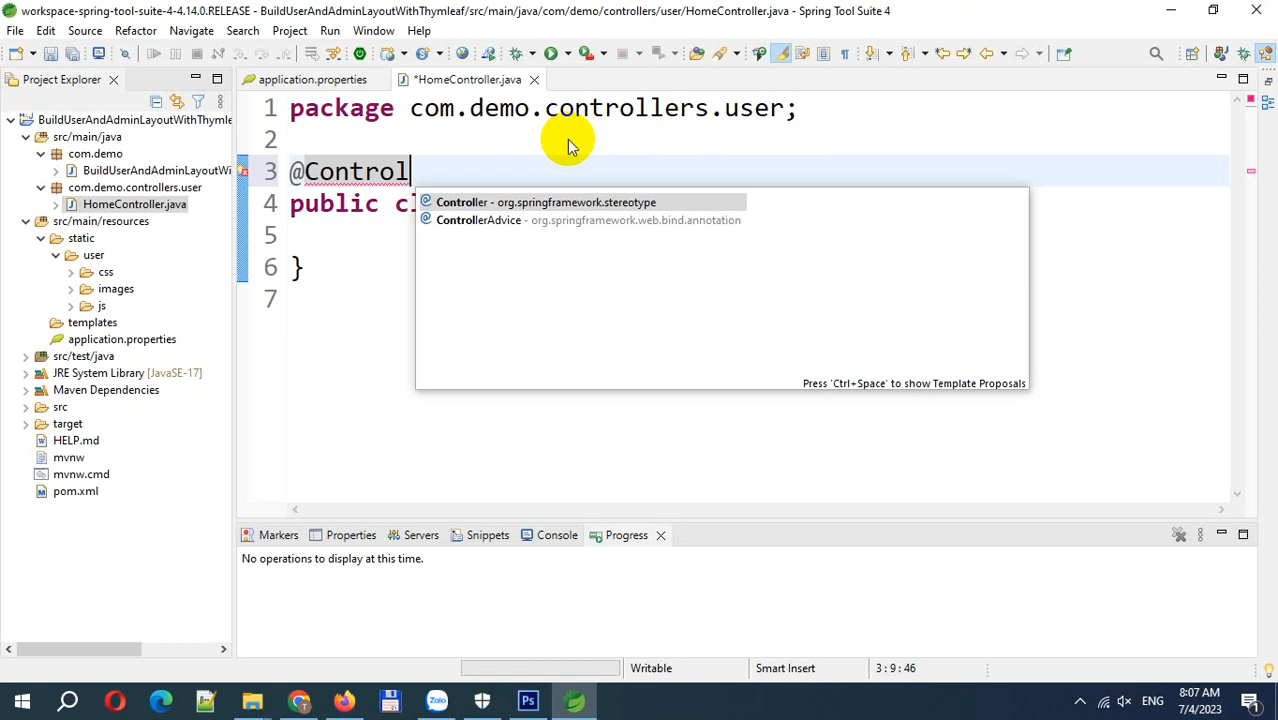 workspace-spring-tool-suite-4-4.14.0.RELEASE - BuildUserAndAdminLayoutWithThymleaf/src/main/java/com/demo/controllers/user/HomeController.java - Spring Tool Suite 4
File Edit Source Refactor Navigate Search Project Run Window Help
Project Explorer
application.properties
*HomeController.java
BuildUserAndAdminLayoutWithThymle
src/main/java
com.demo
BuildUserAndAdminLayoutWi
com.demo.controllers.user
HomeController.java
src/main/resources
static
user
css
images
js
templates
application.properties
src/test/java
JRE System Library [JavaSE-17]
Maven Dependencies
src
target
HELP.md
mvnw
mvnw.cmd
pom.xml
1 package com.demo.controllers.user;
2
3 @Control
4 public cl
5
6 }
7
Controller - org.springframework.stereotype
ControllerAdvice - org.springframework.web.bind.annotation
Press 'Ctrl+Space' to show Template Proposals
Markers Properties Servers Snippets Console Progress
No operations to display at this time.
Writable Smart Insert 3 : 9 : 46
Zalo
Ps
ENG
8:07 AM
7/4/2023
1